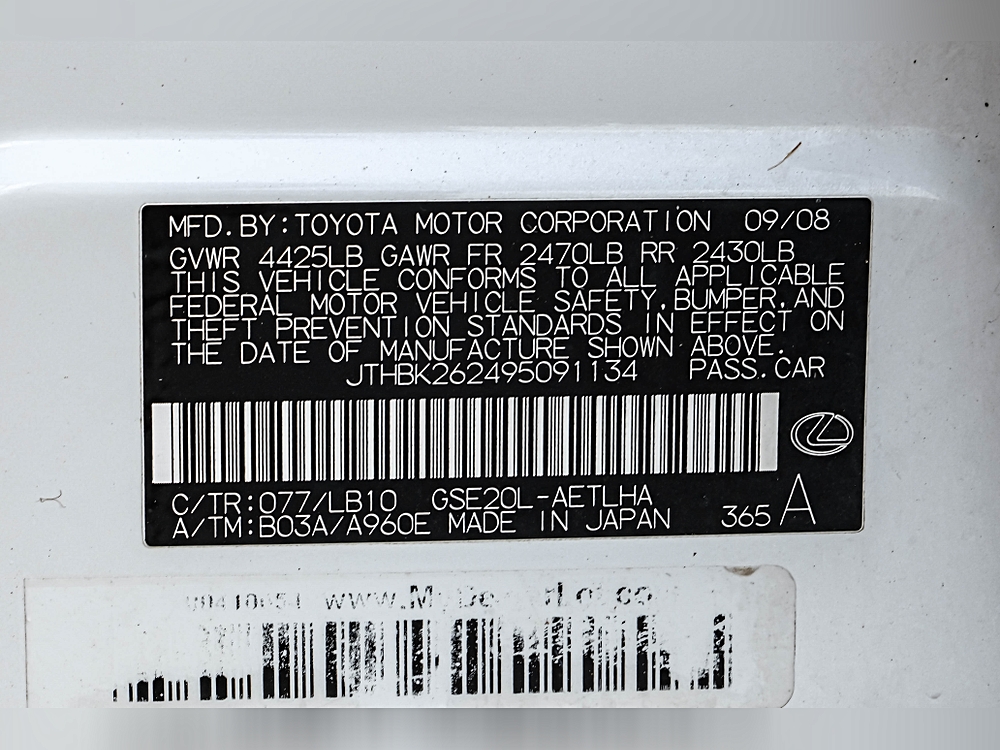 MFD.BY:TOYOTA MOTOR CORPORATION 09/08
GVWR 4425LB GAWR FR 2470LB RR 2430LB
THIS VEHICLE CONFORMS TO ALL APPLICABLE
FEDERAL MOTOR VEHICLE SAFETY,BUMPER,AND
THEFT PREVENTION STANDARDS IN EFFECT ON
THE DATE OF MANUFACTURE SHOWN ABOVE.
JTHBK262495091134 PASS.CAR
C/TR:077/LB10 GSE20L-AETLHA
A/TM:B03A/A960E MADE IN JAPAN 365 A